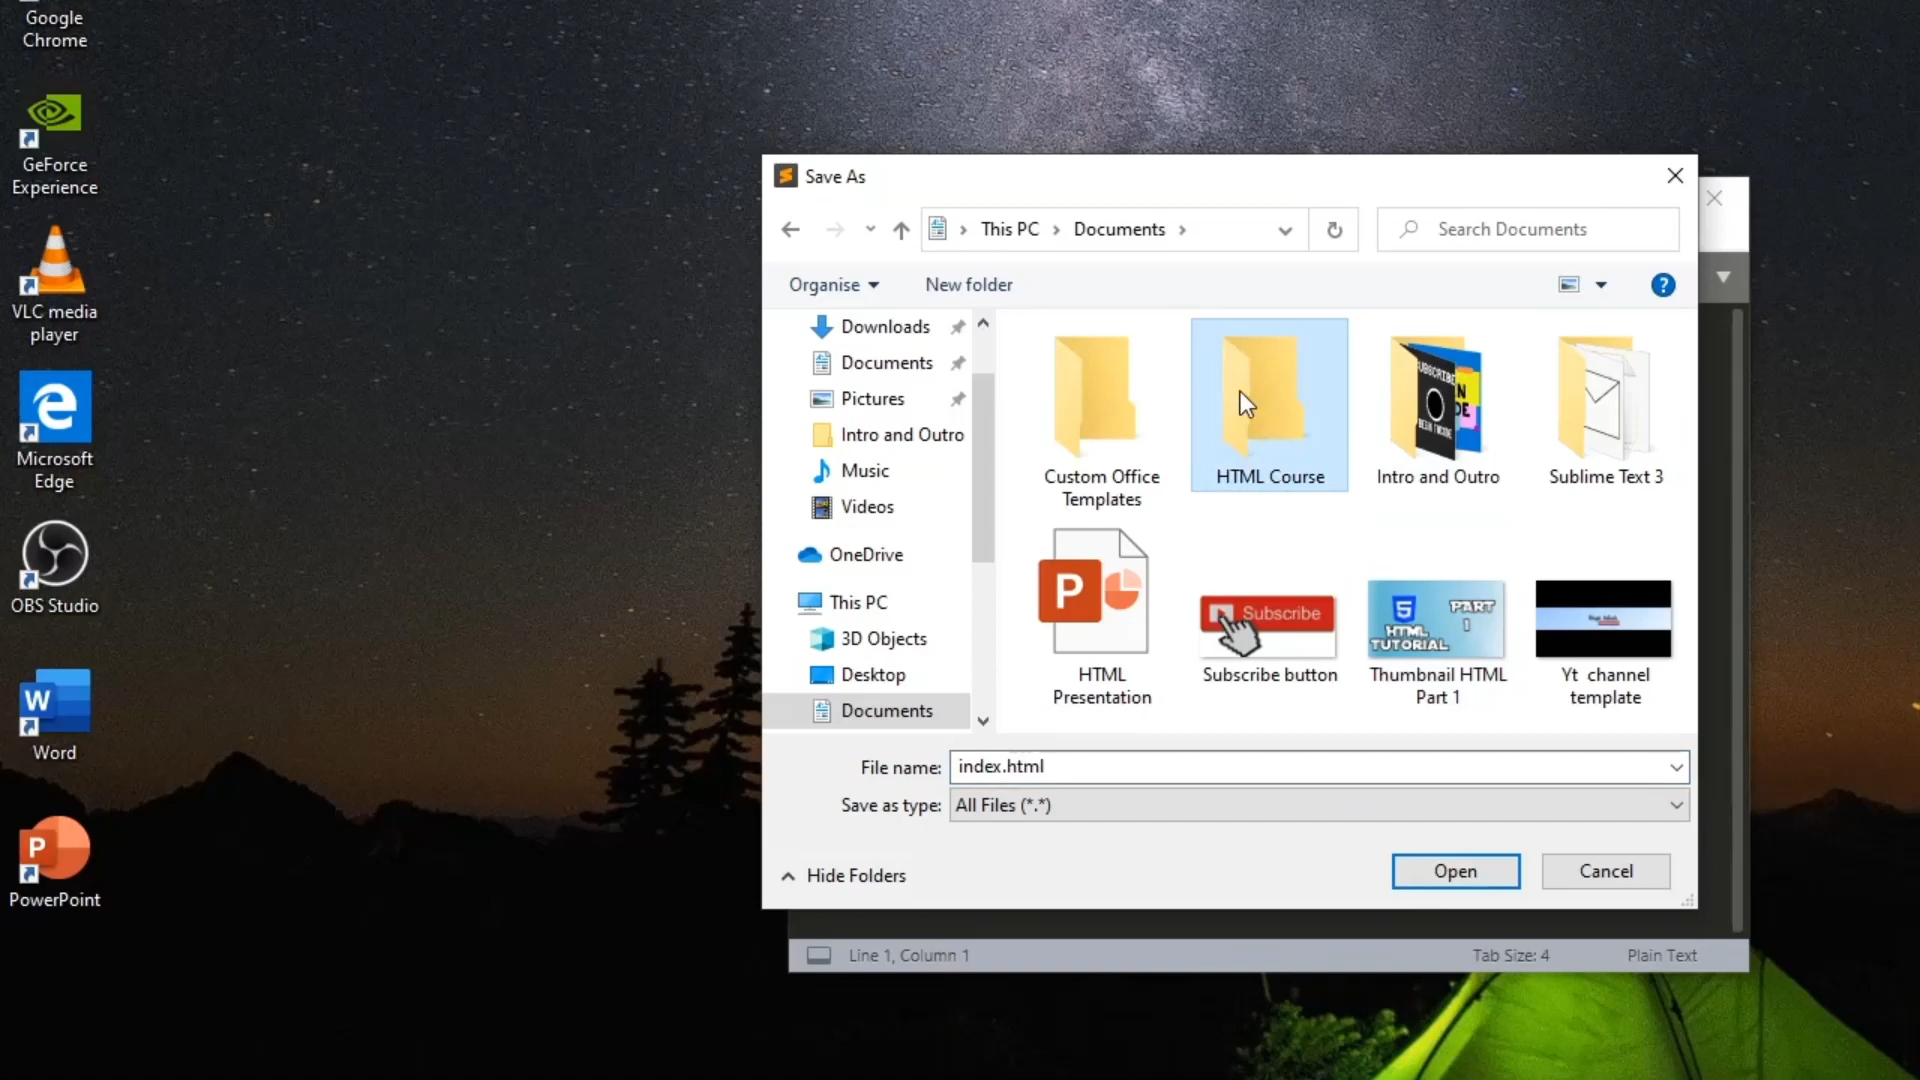 Google
Chrome
GeForce
Experience
VLC media
player
Microsoft
Edge
OBS Studio
Word
PowerPoint
Save As
This PC
Documents
Search Documents
Organise
New folder
Downloads
Documents
Pictures
Intro and Outro
Music
Videos
OneDrive
This PC
3D Objects
Desktop
Documents
Custom Office
Templates
HTML Course
SUBSCRIBE
Intro and Outro
Sublime Text 3
P
HTML
Presentation
Subscribe
Subscribe button
5
HTML
TUTORIAL
PART
1
Thumbnail HTML
Part 1
Yt channel
template
File name:
index.html
Save as type:
All Files (*.*)
Hide Folders
Open
Cancel
Line 1, Column 1
Tab Size: 4
Plain Text